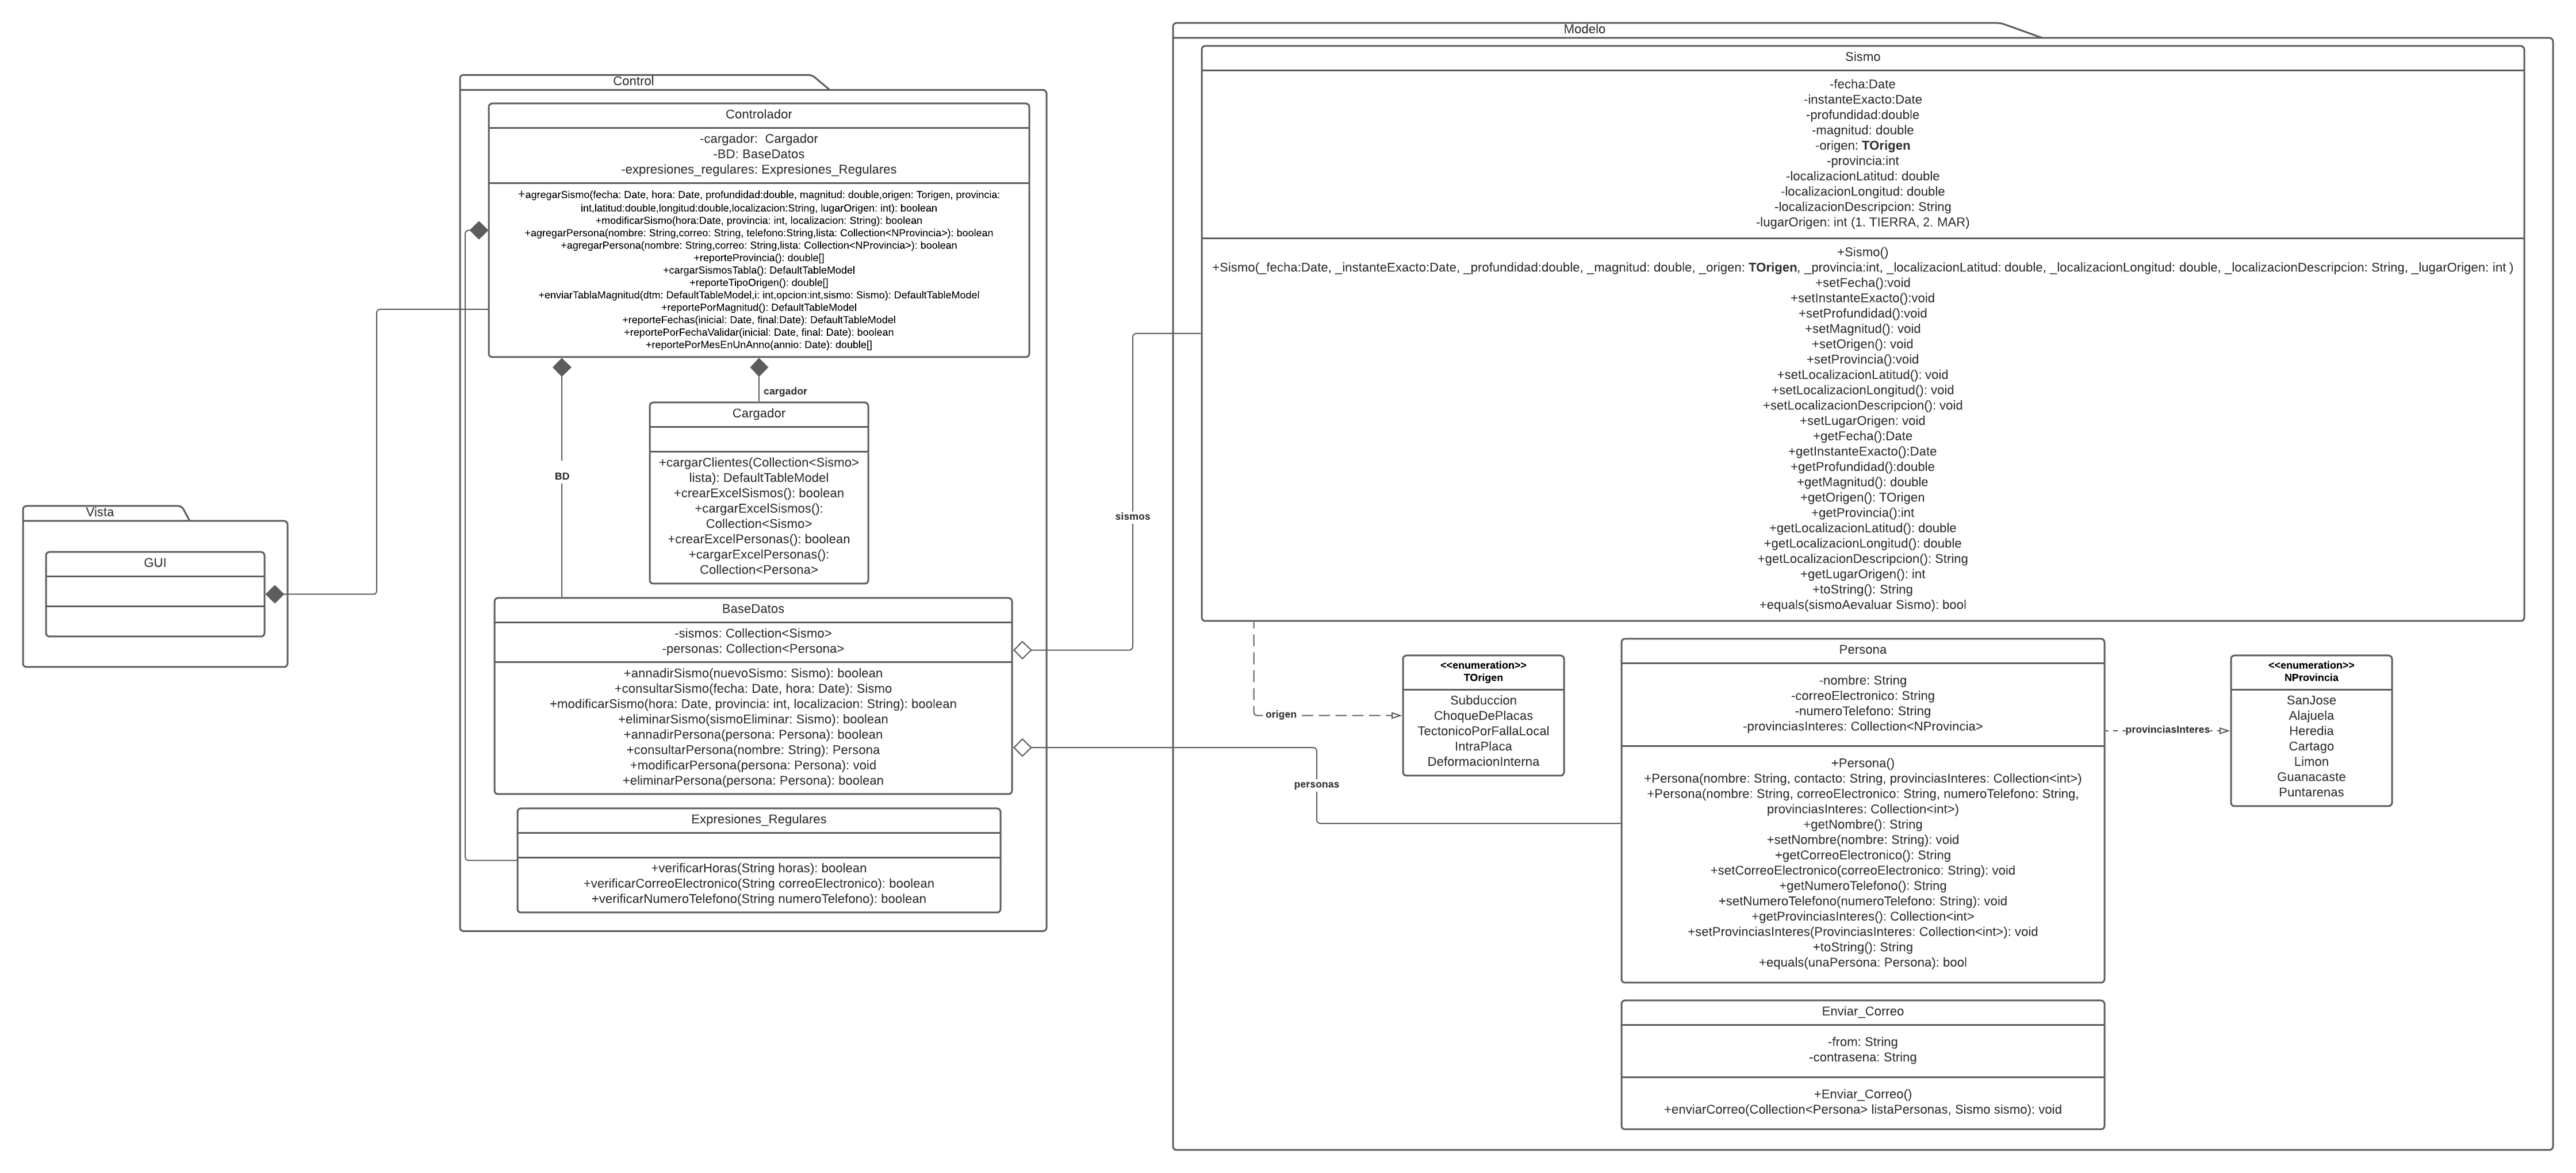 Vista
GUI
Control
Controlador
-cargador:  Cargador
-BD: BaseDatos
-expresiones_regulares: Expresiones_Regulares
+agregarSismo(fecha: Date, hora: Date, profundidad:double, magnitud: double,origen: Torigen, provincia:
int,latitud:double,longitud:double,localizacion:String, lugarOrigen: int): boolean
+modificarSismo(hora:Date, provincia: int, localizacion: String): boolean
+agregarPersona(nombre: String,correo: String, telefono:String,lista: Collection<NProvincia>): boolean
+agregarPersona(nombre: String,correo: String,lista: Collection<NProvincia>): boolean
+reporteProvincia(): double[]
+cargarSismosTabla(): DefaultTableModel
+reporteTipoOrigen(): double[]
+enviarTablaMagnitud(dtm: DefaultTableModel,i: int,opcion:int,sismo: Sismo): DefaultTableModel
+reportePorMagnitud(): DefaultTableModel
+reporteFechas(inicial: Date, final:Date): DefaultTableModel
+reportePorFechaValidar(inicial: Date, final: Date): boolean
+reportePorMesEnUnAnno(annio: Date): double[]
cargador
BD
Cargador
+cargarClientes(Collection<Sismo>
lista): DefaultTableModel
+crearExcelSismos(): boolean
+cargarExcelSismos():
Collection<Sismo>
+crearExcelPersonas(): boolean
+cargarExcelPersonas():
Collection<Persona>
BaseDatos
-sismos: Collection<Sismo>
-personas: Collection<Persona>
+annadirSismo(nuevoSismo: Sismo): boolean
+consultarSismo(fecha: Date, hora: Date): Sismo
+modificarSismo(hora: Date, provincia: int, localizacion: String): boolean
+eliminarSismo(sismoEliminar: Sismo): boolean
+annadirPersona(persona: Persona): boolean
+consultarPersona(nombre: String): Persona
+modificarPersona(persona: Persona): void
+eliminarPersona(persona: Persona): boolean
Expresiones_Regulares
+verificarHoras(String horas): boolean
+verificarCorreoElectronico(String correoElectronico): boolean
+verificarNumeroTelefono(String numeroTelefono): boolean
sismos
personas
Modelo
Sismo
-fecha:Date
-instanteExacto:Date
-profundidad:double
-magnitud: double
-origen: TOrigen
-provincia:int
-localizacionLatitud: double
-localizacionLongitud: double
-localizacionDescripcion: String
-lugarOrigen: int (1. TIERRA, 2. MAR)
+Sismo()
+Sismo(_fecha:Date, _instanteExacto:Date, _profundidad:double, _magnitud: double, _origen: TOrigen, _provincia:int, _localizacionLatitud: double, _localizacionLongitud: double, _localizacionDescripcion: String, _lugarOrigen: int )
+setFecha():void
+setInstanteExacto():void
+setProfundidad():void
+setMagnitud(): void
+setOrigen(): void
+setProvincia():void
+setLocalizacionLatitud(): void
+setLocalizacionLongitud(): void
+setLocalizacionDescripcion(): void
+setLugarOrigen: void
+getFecha():Date
+getInstanteExacto():Date
+getProfundidad():double
+getMagnitud(): double
+getOrigen(): TOrigen
+getProvincia():int
+getLocalizacionLatitud(): double
+getLocalizacionLongitud(): double
+getLocalizacionDescripcion(): String
+getLugarOrigen(): int
+toString(): String
+equals(sismoAevaluar Sismo): bool
origen
<<enumeration>>
TOrigen
Subduccion
ChoqueDePlacas
TectonicoPorFallaLocal
IntraPlaca
DeformacionInterna
Persona
-nombre: String
-correoElectronico: String
-numeroTelefono: String
-provinciasInteres: Collection<NProvincia>
+Persona()
+Persona(nombre: String, contacto: String, provinciasInteres: Collection<int>)
+Persona(nombre: String, correoElectronico: String, numeroTelefono: String,
provinciasInteres: Collection<int>)
+getNombre(): String
+setNombre(nombre: String): void
+getCorreoElectronico(): String
+setCorreoElectronico(correoElectronico: String): void
+getNumeroTelefono(): String
+setNumeroTelefono(numeroTelefono: String): void
+getProvinciasInteres(): Collection<int>
+setProvinciasInteres(ProvinciasInteres: Collection<int>): void
+toString(): String
+equals(unaPersona: Persona): bool
provinciasInteres
<<enumeration>>
NProvincia
SanJose
Alajuela
Heredia
Cartago
Limon
Guanacaste
Puntarenas
Enviar_Correo
-from: String
-contrasena: String
+Enviar_Correo()
+enviarCorreo(Collection<Persona> listaPersonas, Sismo sismo): void